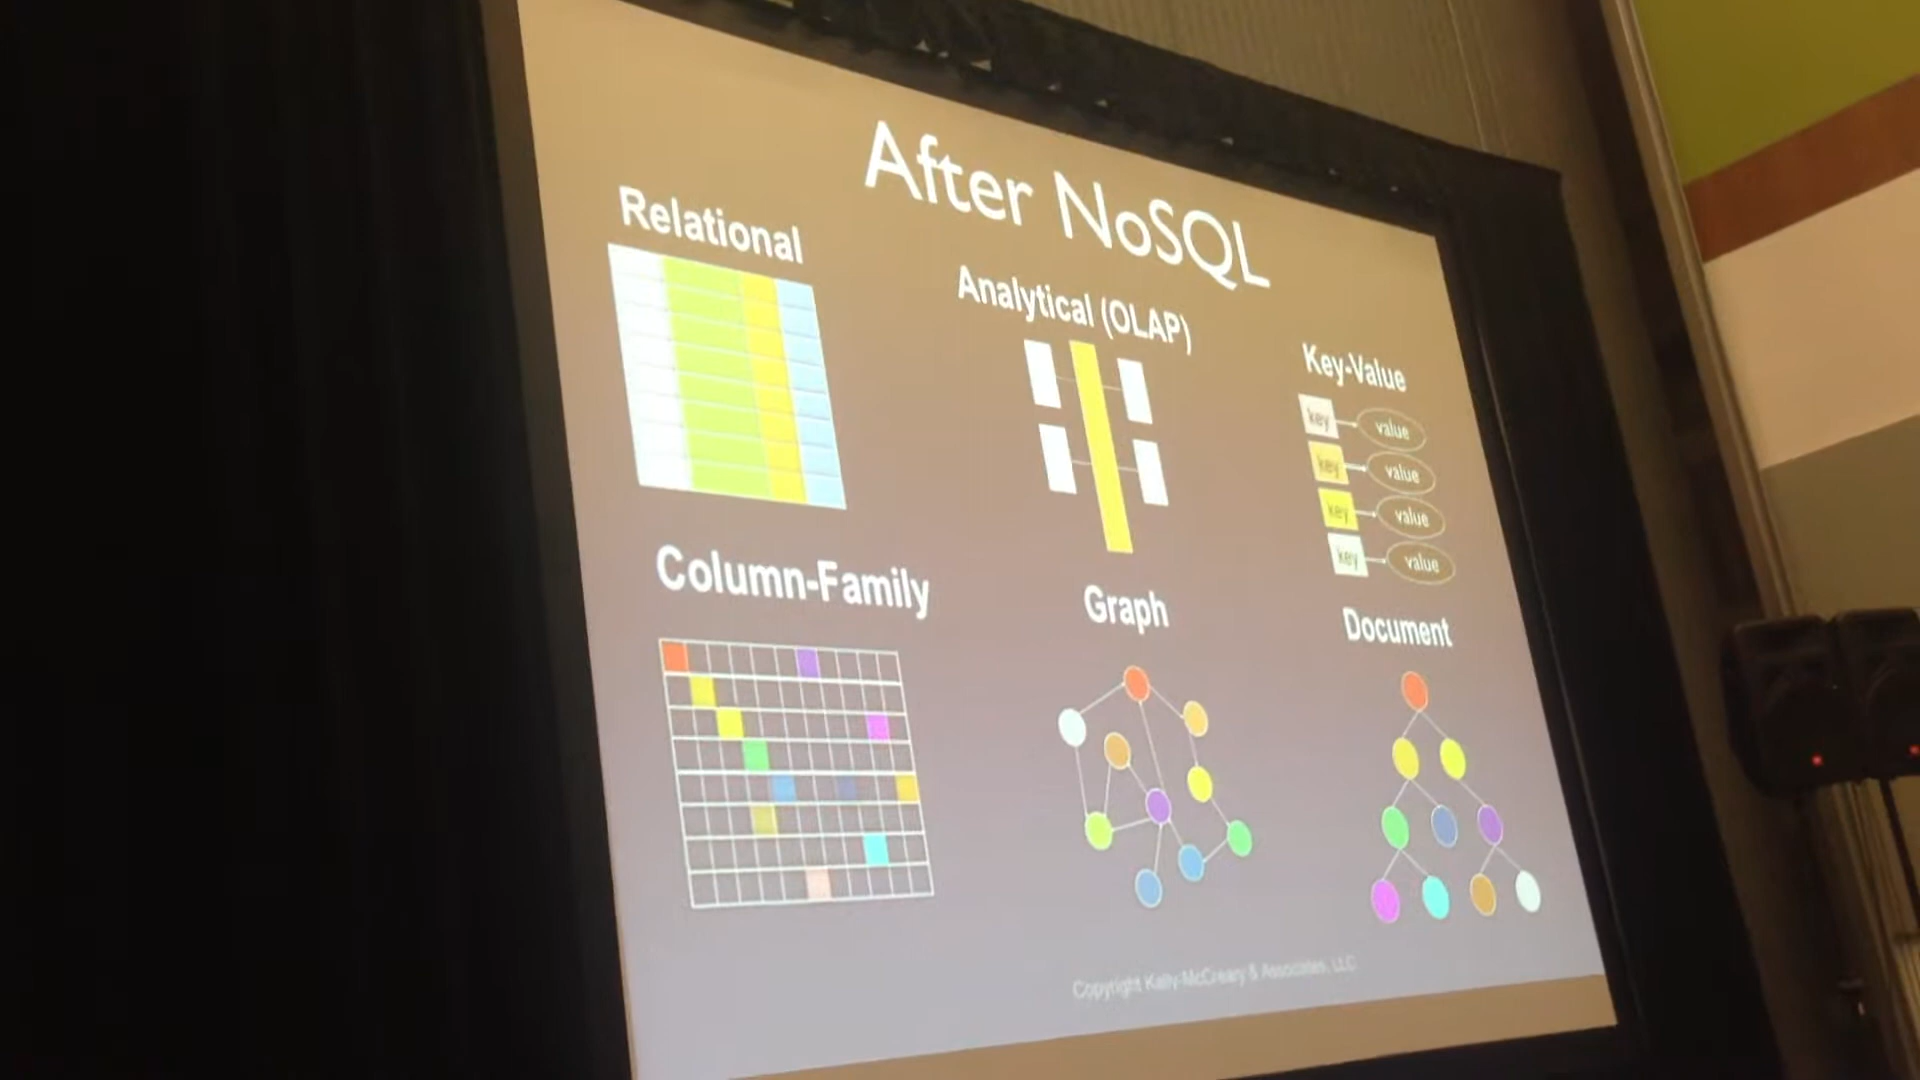 After NoSQL
Relational
Analytical (OLAP)
Key-Value
key value
key value
key value
key value
Column-Family
Graph
Document
Copyright Kelly-McCreary & Associates, LLC